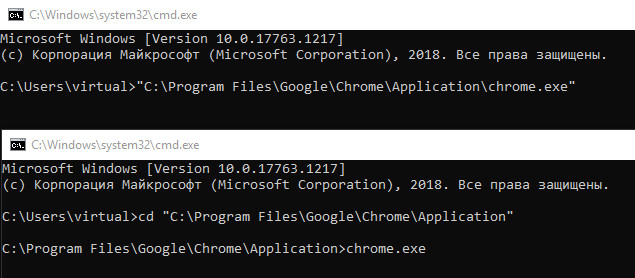 C:\Windows\system32\cmd.exe
Microsoft Windows [Version 10.0.17763.1217]
(c) Корпорация Майкрософт (Microsoft Corporation), 2018. Все права защищены.
C:\Users\virtual>"C:\Program Files\Google\Chrome\Application\chrome.exe"
C:\Windows\system32\cmd.exe
Microsoft Windows [Version 10.0.17763.1217]
(c) Корпорация Майкрософт (Microsoft Corporation), 2018. Все права защищены.
C:\Users\virtual>cd "C:\Program Files\Google\Chrome\Application"
C:\Program Files\Google\Chrome\Application>chrome.exe